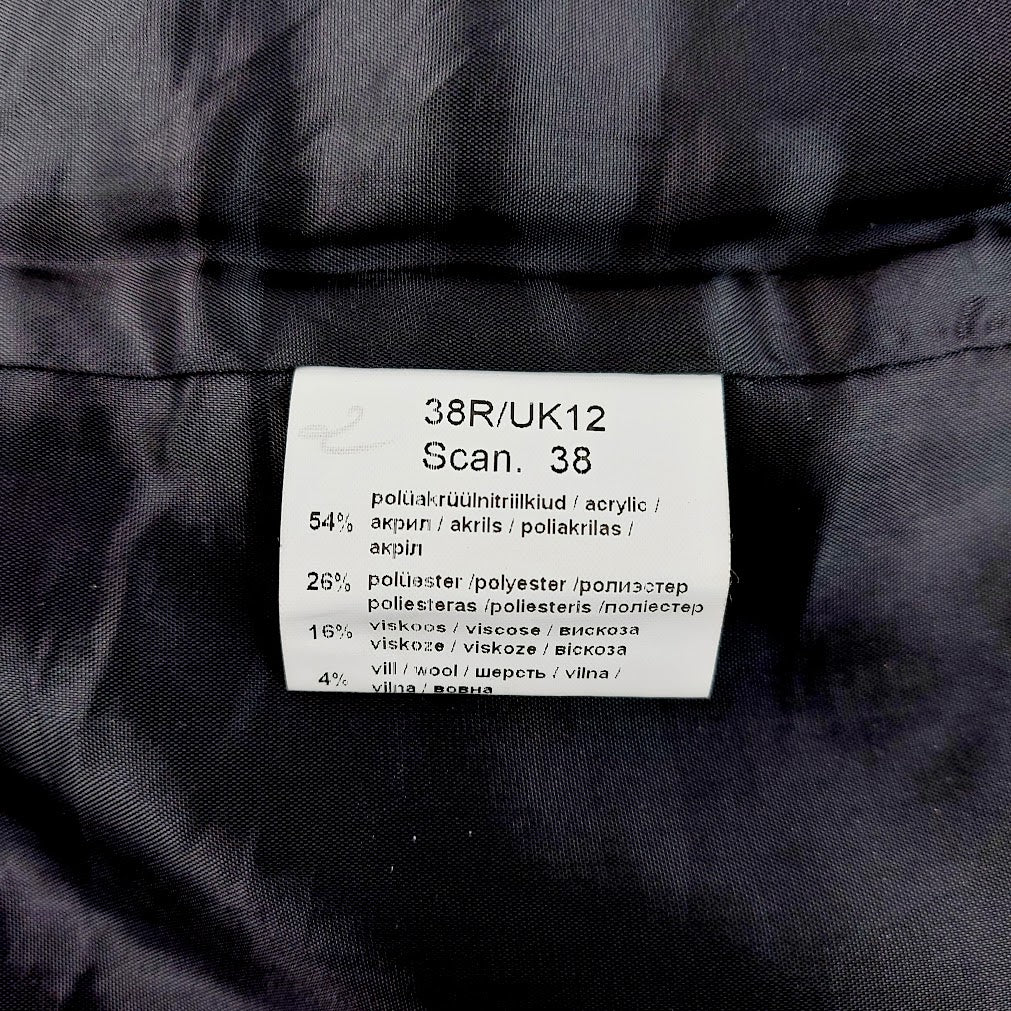 38R/UK12
Scan. 38
54% polüakrüülnitriilkiud / acrylic /
акрил / akrils / poliakrilas /
акріл
26% polüester /polyester /полиэстер
poliesteras /poliesteris /поліестер
16% viskoos / viscose / вискоза
viskoze / viskoze / віскоза
4% vill / wool / шерсть / vilna /
vilna / вовна